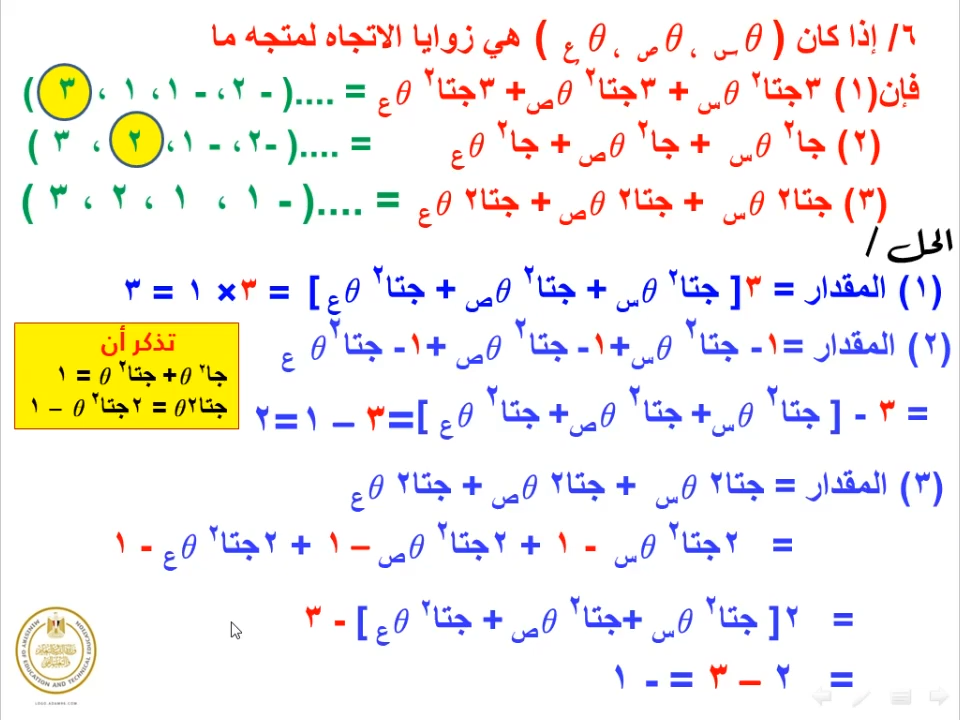 ٦/ إذا كان ( θس ، θص ، θع ) هي زوايا الاتجاه لمتجه ما
فإن(١) ٣جتا٢ θس + ٣جتا٢ θص+ ٣جتا٢ θع = ....( - ٢، - ١، ١ ، ٣ )
(٢) جا٢ θس + جا٢ θص + جا٢ θع = ....( -٢، - ١، ٢ ، ٣ )
(٣) جتا٢ θس + جتا٢ θص + جتا٢ θع = ....( - ١ ، ١ ، ٢ ، ٣ )
الحل /
(١) المقدار = ٣[ جتا٢ θس + جتا٢ θص + جتا٢ θع ] = ٣× ١ = ٣
(٢) المقدار =١- جتا٢ θس+١- جتا٢ θص +١- جتا٢ θع
تذكر أن
جا٢ θ+ جتا٢ θ = ١
جتا٢θ = ٢جتا٢ θ – ١
= ٣ - [ جتا٢ θس+ جتا٢ θص+ جتا٢ θع ]=٣ – ١=٢
(٣) المقدار = جتا٢ θس + جتا٢ θص + جتا٢ θع
= ٢جتا٢ θس - ١ + ٢جتا٢ θص – ١ + ٢جتا٢ θع - ١
= ٢[ جتا٢ θس +جتا٢ θص + جتا٢ θع ] - ٣
= ٢ – ٣ = - ١
MINISTRY OF EDUCATION AND TECHNICAL EDUCATION